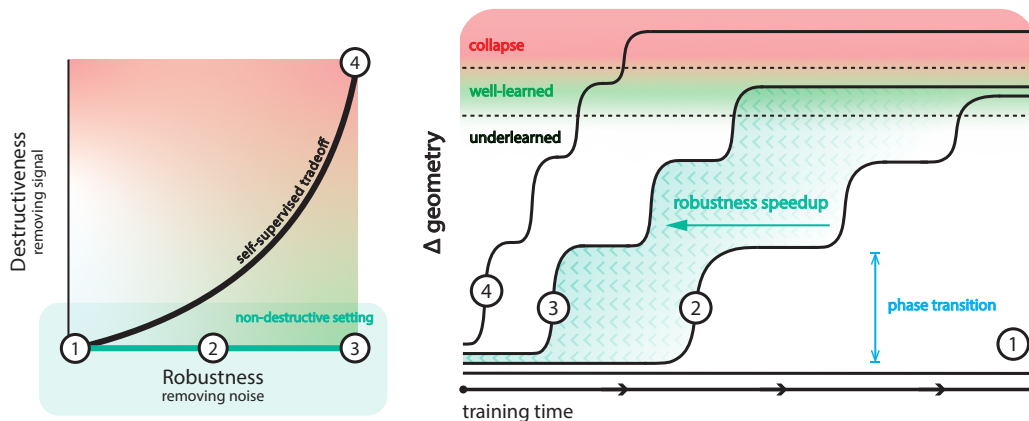 Destructiveness
removing signal
4
self-supervised tradeoff
non-destructive setting
1
2
3
Robustness
removing noise
Δ geometry
collapse
well-learned
underlearned
robustness speedup
4
3
2
phase transition
1
training time